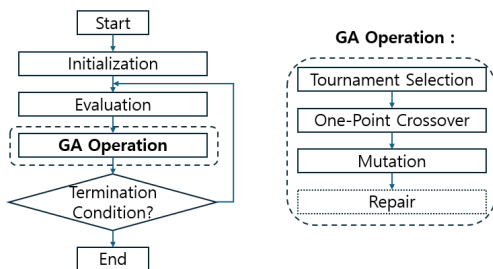 Start
Initialization
Evaluation
GA Operation
Termination
Condition?
End
GA Operation :
Tournament Selection
One-Point Crossover
Mutation
Repair